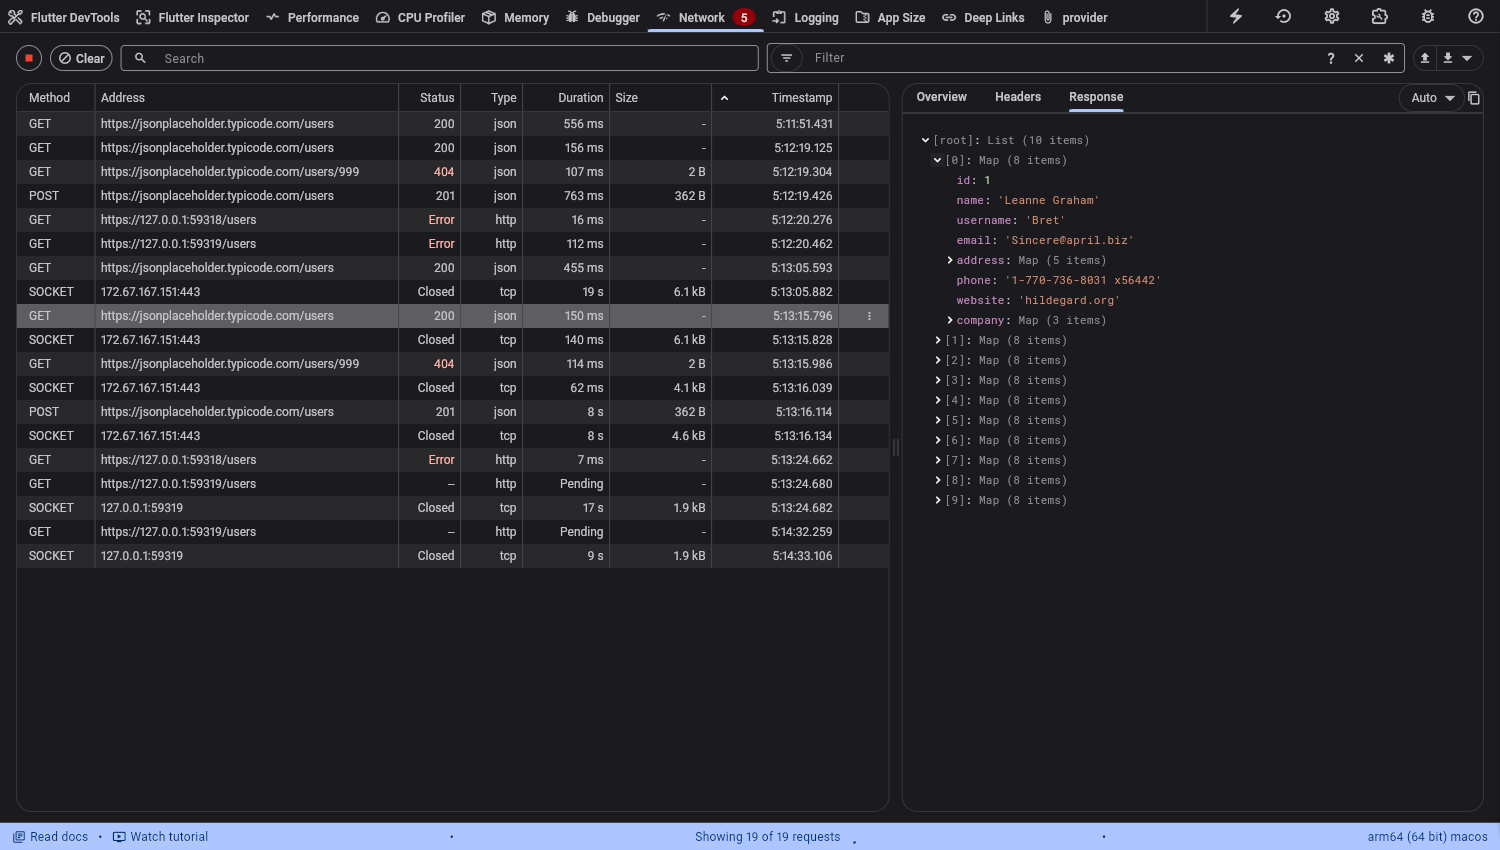 Flutter DevTools Flutter Inspector Performance CPU Profiler Memory Debugger Network 5 Logging App Size Deep Links provider
Clear Search Filter ?
Method Address Status Type Duration Size Timestamp
GET https://jsonplaceholder.typicode.com/users 200 json 556 ms - 5:11:51.431
GET https://jsonplaceholder.typicode.com/users 200 json 156 ms - 5:12:19.125
GET https://jsonplaceholder.typicode.com/users/999 404 json 107 ms 2 B 5:12:19.304
POST https://jsonplaceholder.typicode.com/users 201 json 763 ms 362 B 5:12:19.426
GET https://127.0.0.1:59318/users Error http 16 ms - 5:12:20.276
GET https://127.0.0.1:59319/users Error http 112 ms - 5:12:20.462
GET https://jsonplaceholder.typicode.com/users 200 json 455 ms - 5:13:05.593
SOCKET 172.67.167.151:443 Closed tcp 19 s 6.1 kB 5:13:05.882
GET https://jsonplaceholder.typicode.com/users 200 json 150 ms - 5:13:15.796
SOCKET 172.67.167.151:443 Closed tcp 140 ms 6.1 kB 5:13:15.828
GET https://jsonplaceholder.typicode.com/users/999 404 json 114 ms 2 B 5:13:15.986
SOCKET 172.67.167.151:443 Closed tcp 62 ms 4.1 kB 5:13:16.039
POST https://jsonplaceholder.typicode.com/users 201 json 8 s 362 B 5:13:16.114
SOCKET 172.67.167.151:443 Closed tcp 8 s 4.6 kB 5:13:16.134
GET https://127.0.0.1:59318/users Error http 7 ms - 5:13:24.662
GET https://127.0.0.1:59319/users -- http Pending - 5:13:24.680
SOCKET 127.0.0.1:59319 Closed tcp 17 s 1.9 kB 5:13:24.682
GET https://127.0.0.1:59319/users -- http Pending - 5:14:32.259
SOCKET 127.0.0.1:59319 Closed tcp 9 s 1.9 kB 5:14:33.106
Overview Headers Response Auto
[root]: List (10 items)
[0]: Map (8 items)
id: 1
name: 'Leanne Graham'
username: 'Bret'
email: 'Sincere@april.biz'
address: Map (5 items)
phone: '1-770-736-8031 x56442'
website: 'hildegard.org'
company: Map (3 items)
[1]: Map (8 items)
[2]: Map (8 items)
[3]: Map (8 items)
[4]: Map (8 items)
[5]: Map (8 items)
[6]: Map (8 items)
[7]: Map (8 items)
[8]: Map (8 items)
[9]: Map (8 items)
Read docs • Watch tutorial • Showing 19 of 19 requests • arm64 (64 bit) macos